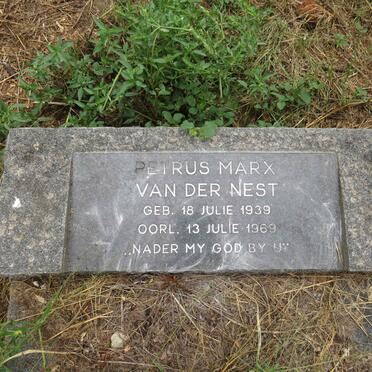 PETRUS MARX
VAN DER NEST
GEB. 18 JULIE 1939
OORL. 13 JULIE 1969
„NADER MY GOD BY U"